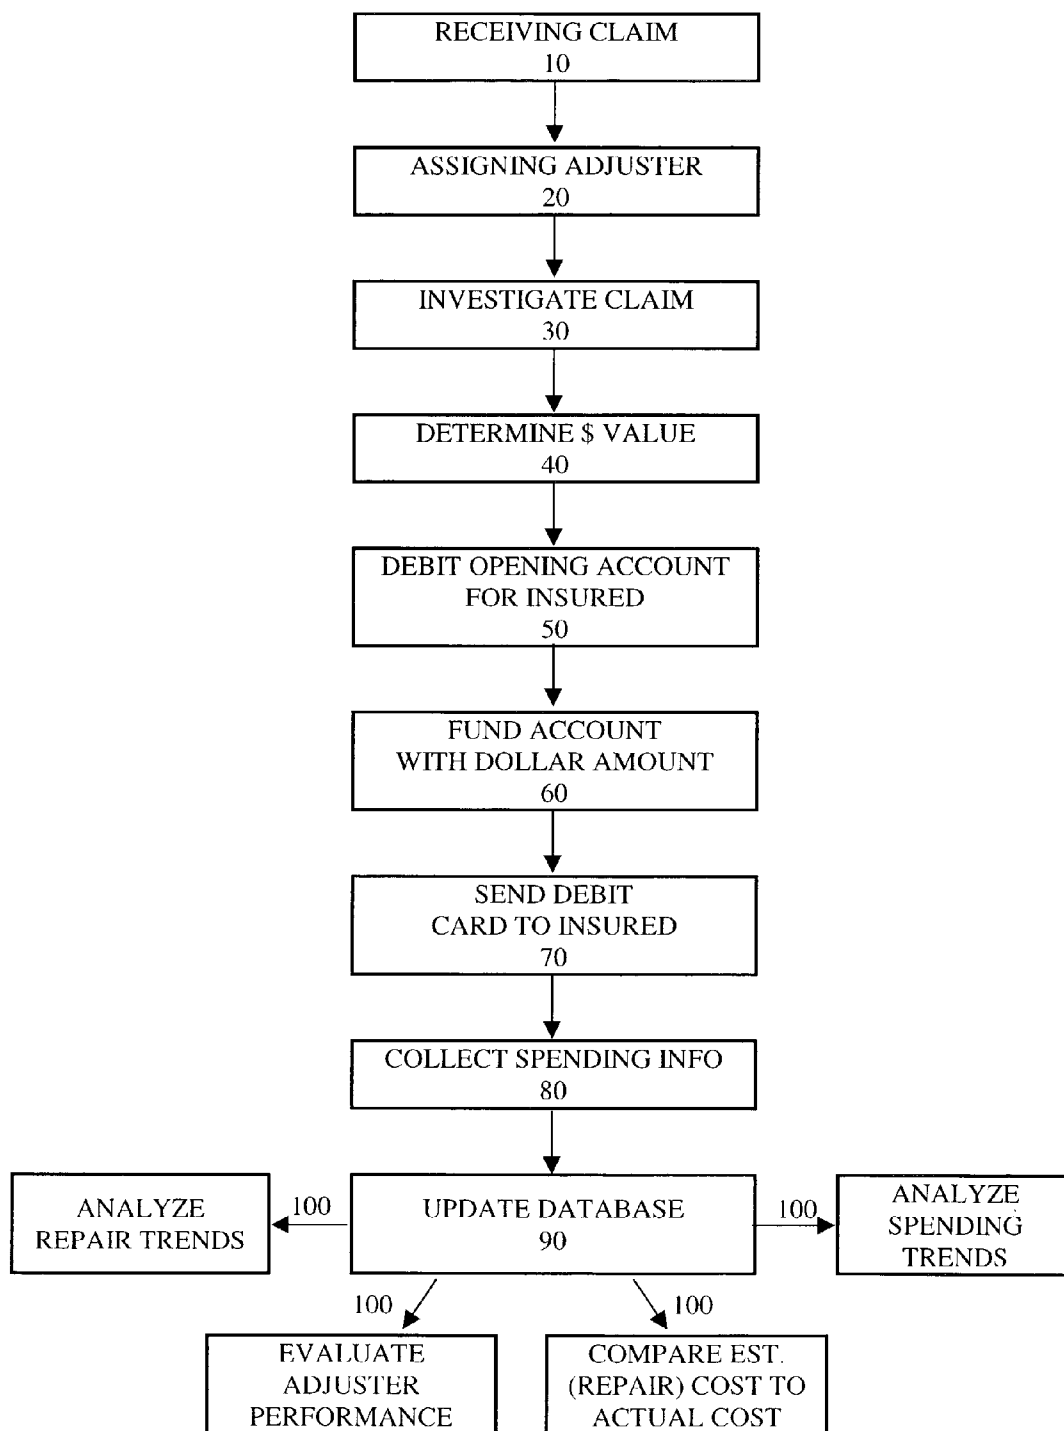 RECEIVING CLAIM
10
ASSIGNING ADJUSTER
20
INVESTIGATE CLAIM
30
DETERMINE $ VALUE
40
DEBIT OPENING ACCOUNT
FOR INSURED
50
FUND ACCOUNT
WITH DOLLAR AMOUNT
60
SEND DEBIT
CARD TO INSURED
70
COLLECT SPENDING INFO
80
ANALYZE
REPAIR TRENDS
100
UPDATE DATABASE
90
100
ANALYZE
SPENDING
TRENDS
100
100
EVALUATE
ADJUSTER
PERFORMANCE
COMPARE EST.
(REPAIR) COST TO
ACTUAL COST